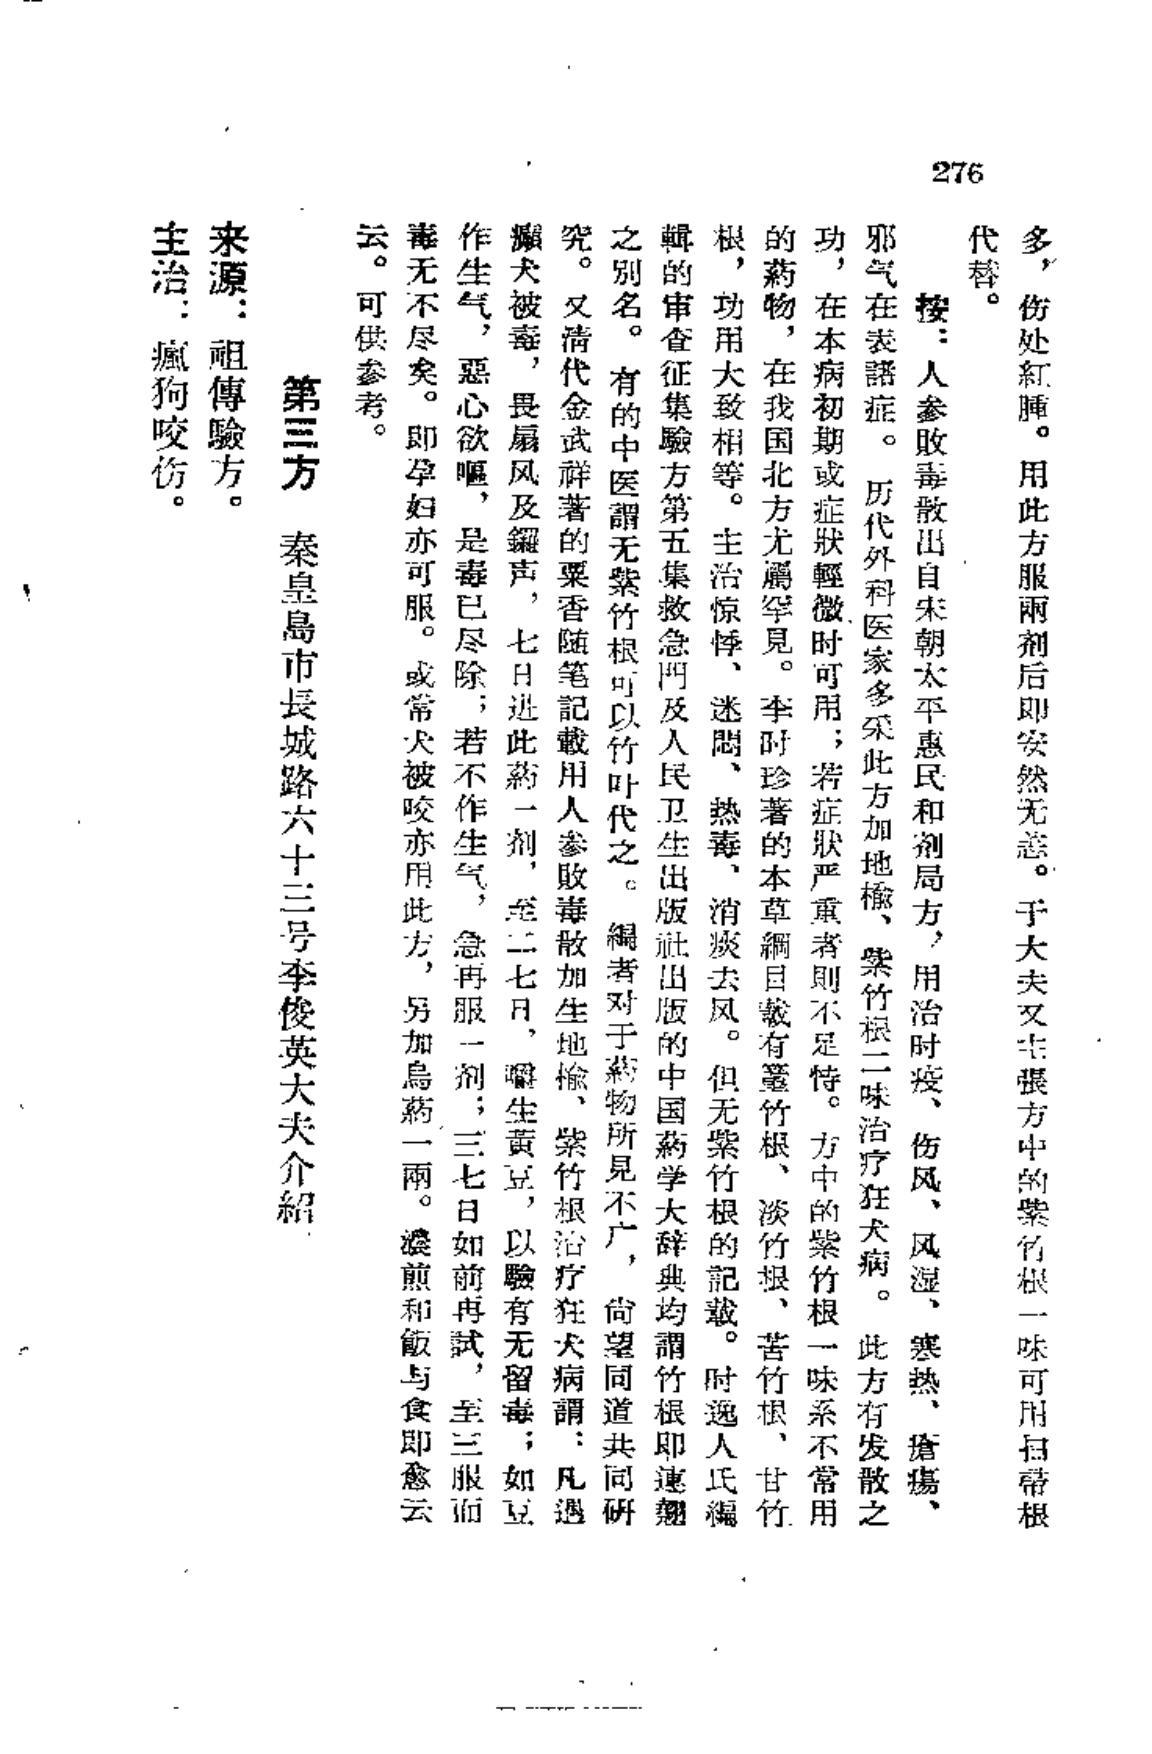 276
多，伤处紅腫。用此方服兩剂后即安然无恙。于大夫又主張方中的紫竹根一味可用扫帚根
代替。
按：人参敗毒散出自宋朝太平惠民和剂局方，用治时疫、伤风、风湿、寒热、瘡瘍、
邪气在表諸症。历代外科医家多采此方加地楡、紫竹根二味治疗狂犬病。此方有发散之
功，在本病初期或症狀輕微时可用；若症狀严重者則不足恃。方中的紫竹根一味系不常用
的葯物，在我国北方尤屬罕見。李时珍著的本草綱目載有䈽竹根、淡竹根、苦竹根、甘竹
根，功用大致相等。主治惊悸、迷悶、热毒、消痰去风。但无紫竹根的記載。时逸人氏編
輯的审查征集驗方第五集救急門及人民卫生出版社出版的中国葯学大辞典均謂竹根即連翘
之別名。有的中医謂无紫竹根可以竹叶代之。編者对于葯物所見不广，尙望同道共同研
究。又清代金武祥著的粟香随笔記載用人参敗毒散加生地楡、紫竹根治疗狂犬病謂：凡遇
癲犬被毒，畏扇风及鑼声，七日进此葯一剂，至二七日，嚼生黃豆，以驗有无留毒；如豆
作生气，惡心欲嘔，是毒已尽除；若不作生气，急再服一剂；三七日如前再試，至三服而
毒无不尽矣。即孕妇亦可服。或常犬被咬亦用此方，另加烏葯一兩。濃煎和飯与食即愈云
云。可供参考。
第三方　秦皇島市長城路六十三号李俊英大夫介紹
来源：祖傳驗方。
主治：瘋狗咬伤。